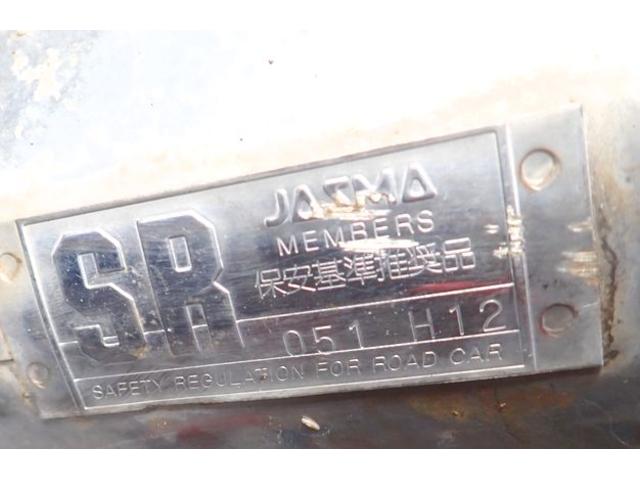 SR
JASMA
MEMBERS
保安基準推奨品
051 H12
SAFETY REGULATION FOR ROAD CAR